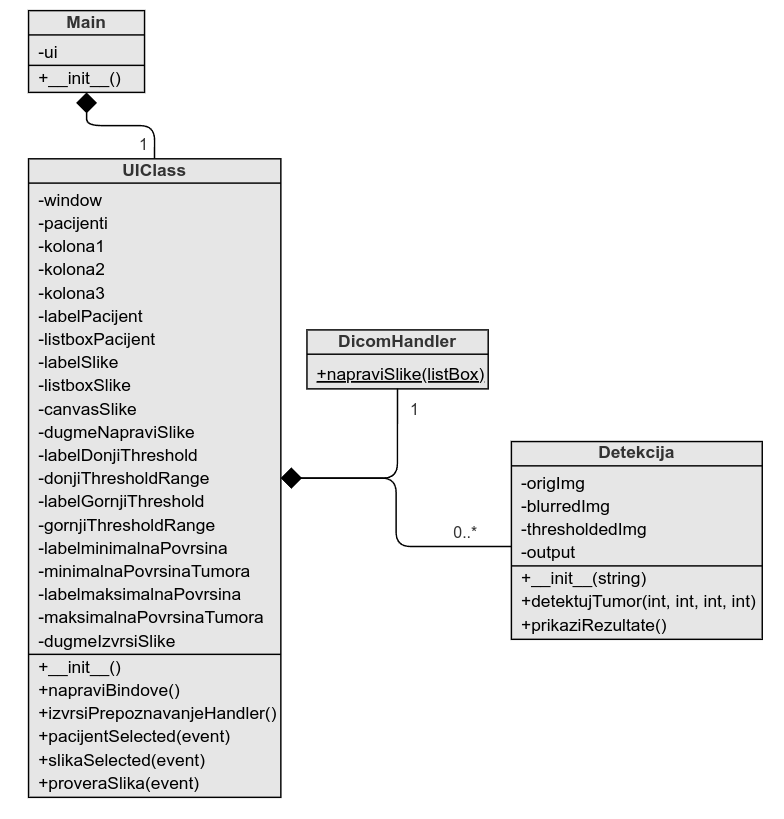 Main
-ui
+__init__()
1
UIClass
-window
-pacijenti
-kolona1
-kolona2
-kolona3
-labelPacijent
-listboxPacijent
-labelSlike
-listboxSlike
-canvasSlike
-dugmeNapraviSlike
-labelDonjiThreshold
-donjiThresholdRange
-labelGornjiThreshold
-gornjiThresholdRange
-labelminimalnaPovrsina
-minimalnaPovrsinaTumora
-labelmaksimalnaPovrsina
-maksimalnaPovrsinaTumora
-dugmeIzvrsiSlike
+__init__()
+napraviBindove()
+izvrsiPrepoznavanjeHandler()
+pacijentSelected(event)
+slikaSelected(event)
+proveraSlika(event)
DicomHandler
+napraviSlike(listBox)
1
0..*
Detekcija
-origImg
-blurredImg
-thresholdedImg
-output
+__init__(string)
+detektujTumor(int, int, int, int)
+prikaziRezultate()